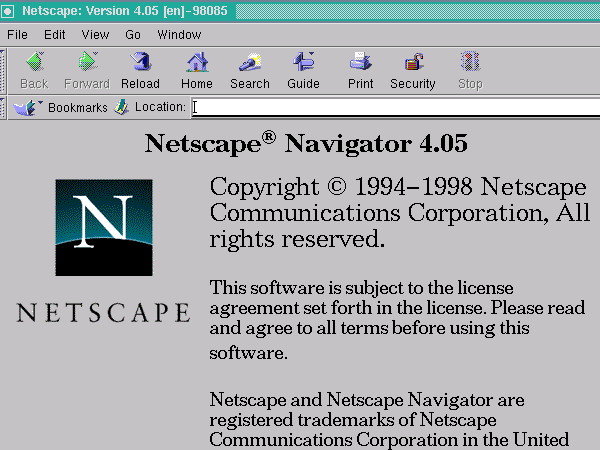 Netscape: Version 4.05 [en]-98085
File Edit View Go Window
Back Forward Reload Home Search Guide Print Security Stop
Bookmarks Location:
Netscape® Navigator 4.05
N
NETSCAPE
Copyright © 1994-1998 Netscape
Communications Corporation, All
rights reserved.
This software is subject to the license
agreement set forth in the license. Please read
and agree to all terms before using this
software.
Netscape and Netscape Navigator are
registered trademarks of Netscape
Communications Corporation in the United